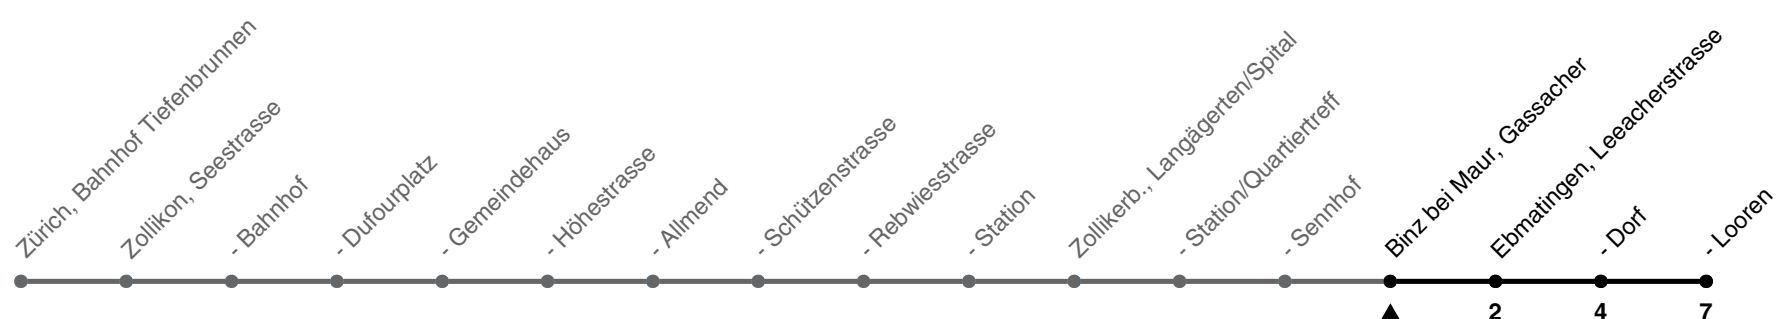 Zürich, Bahnhof Tiefenbrunnen
Zollikon, Seestrasse
- Bahnhof
- Dufourplatz
- Gemeindehaus
- Höhestrasse
- Allmend
- Schützenstrasse
- Rebwiesstrasse
- Station
Zollikerb., Langägerten/Spital
- Station/Quartiertreff
- Sennhof
Binz bei Maur, Gassacher
Ebmatingen, Leeacherstrasse
- Dorf
- Looren
2 4 7